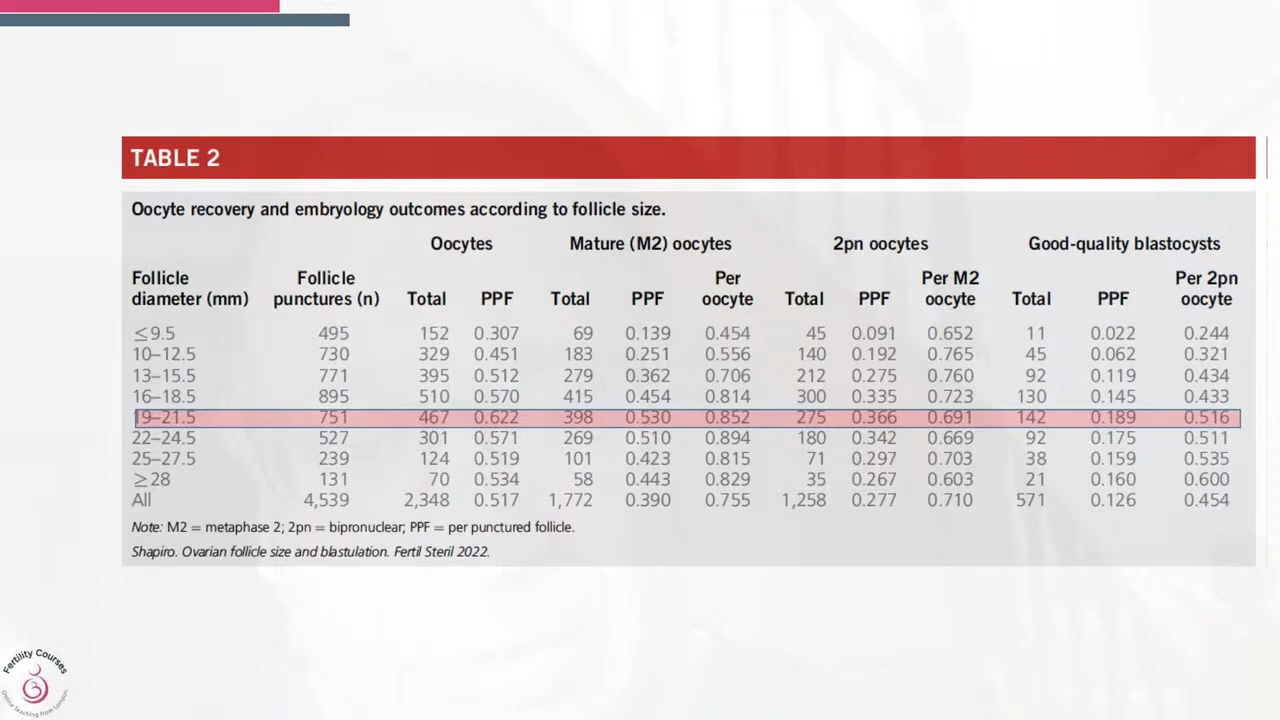 TABLE 2
Oocyte recovery and embryology outcomes according to follicle size.
Oocytes Mature (M2) oocytes 2pn oocytes Good-quality blastocysts
Follicle diameter (mm) Follicle punctures (n) Total PPF Total PPF Per oocyte Total PPF Per M2 oocyte Total PPF Per 2pn oocyte
≤9.5 495 152 0.307 69 0.139 0.454 45 0.091 0.652 11 0.022 0.244
10–12.5 730 329 0.451 183 0.251 0.556 140 0.192 0.765 45 0.062 0.321
13–15.5 771 395 0.512 279 0.362 0.706 212 0.275 0.760 92 0.119 0.434
16–18.5 895 510 0.570 415 0.454 0.814 300 0.335 0.723 130 0.145 0.433
19–21.5 751 467 0.622 398 0.530 0.852 275 0.366 0.691 142 0.189 0.516
22–24.5 527 301 0.571 269 0.510 0.894 180 0.342 0.669 92 0.175 0.511
25–27.5 239 124 0.519 101 0.423 0.815 71 0.297 0.703 38 0.159 0.535
≥28 131 70 0.534 58 0.443 0.829 35 0.267 0.603 21 0.160 0.600
All 4,539 2,348 0.517 1,772 0.390 0.755 1,258 0.277 0.710 571 0.126 0.454
Note: M2 = metaphase 2; 2pn = bipronuclear; PPF = per punctured follicle.
Shapiro. Ovarian follicle size and blastulation. Fertil Steril 2022.
Fertility Courses
Online Teaching from London